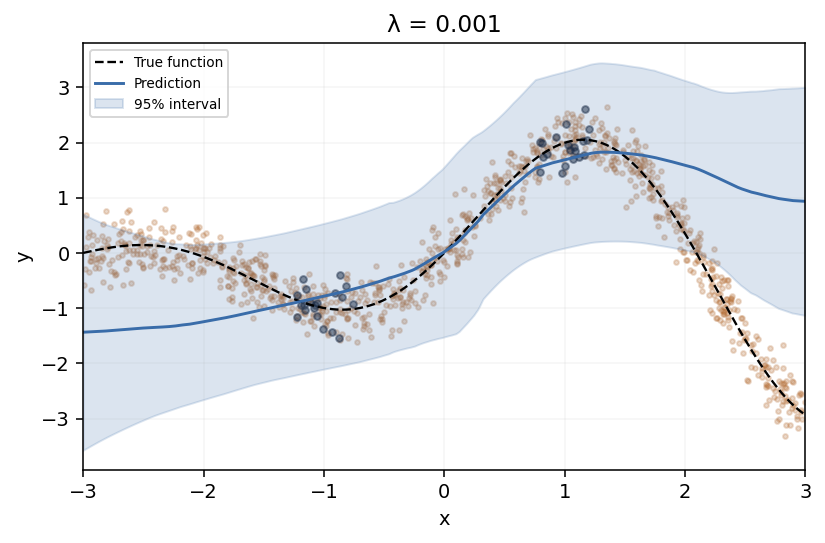 λ = 0.001
True function
Prediction
95% interval
y
3
2
1
0
−1
−2
−3
−3 −2 −1 0 1 2 3
x